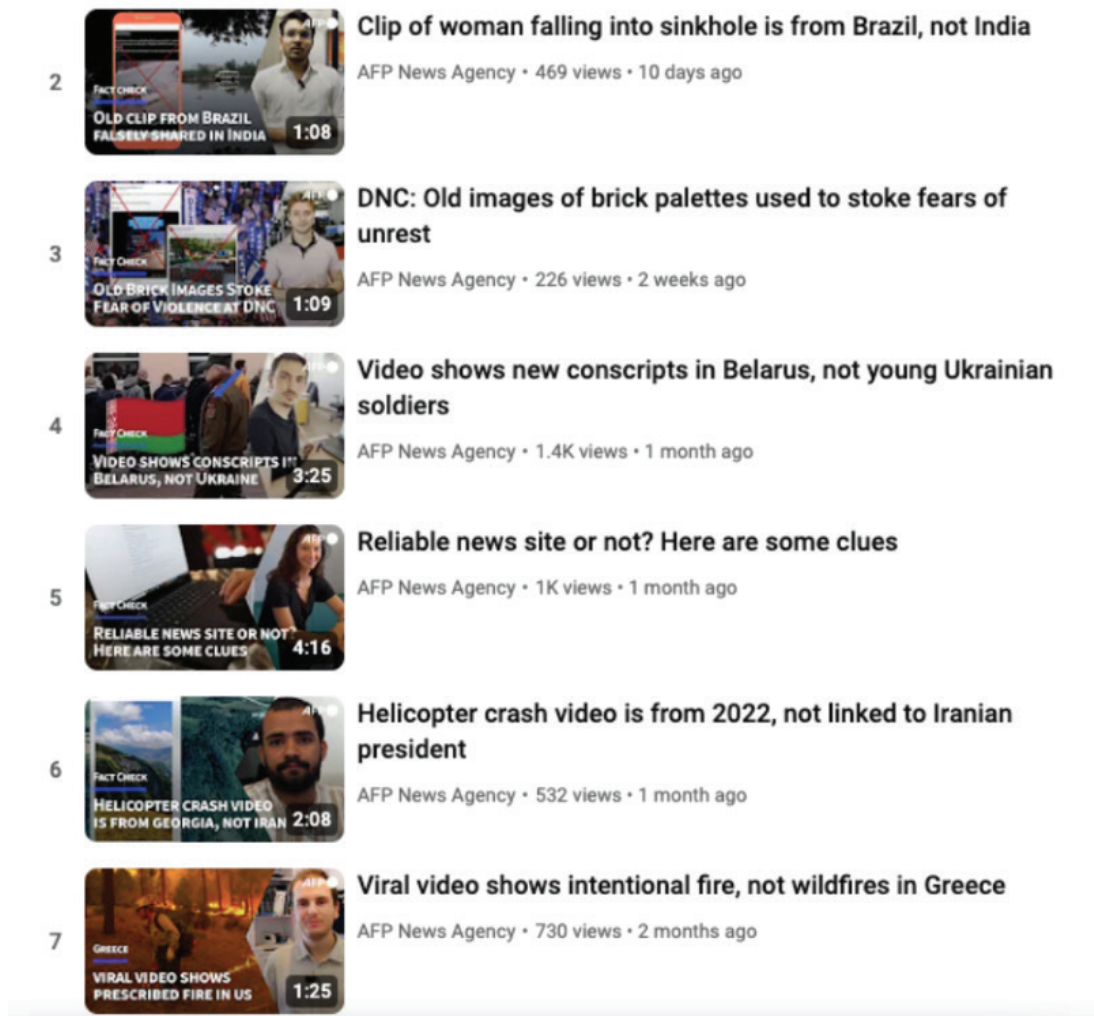 Clip of woman falling into sinkhole is from Brazil, not India
AFP News Agency • 469 views • 10 days ago
2
AFP
FACT CHECK
OLD CLIP FROM BRAZIL
FALSELY SHARED IN INDIA
1:08
DNC: Old images of brick palettes used to stoke fears of
unrest
AFP News Agency • 226 views • 2 weeks ago
3
AFP
FACT CHECK
OLD BRICK IMAGES STOKE
FEAR OF VIOLENCE AT DNC
1:09
Video shows new conscripts in Belarus, not young Ukrainian
soldiers
AFP News Agency • 1.4K views • 1 month ago
4
AFP
FACT CHECK
VIDEO SHOWS CONSCRIPTS IN
BELARUS, NOT UKRAINE
3:25
Reliable news site or not? Here are some clues
AFP News Agency • 1K views • 1 month ago
5
AFP
FACT CHECK
RELIABLE NEWS SITE OR NOT?
HERE ARE SOME CLUES
4:16
Helicopter crash video is from 2022, not linked to Iranian
president
AFP News Agency • 532 views • 1 month ago
6
AFP
FACT CHECK
HELICOPTER CRASH VIDEO
IS FROM GEORGIA, NOT IRAN
2:08
Viral video shows intentional fire, not wildfires in Greece
AFP News Agency • 730 views • 2 months ago
7
AFP
GREECE
VIRAL VIDEO SHOWS
PRESCRIBED FIRE IN US
1:25